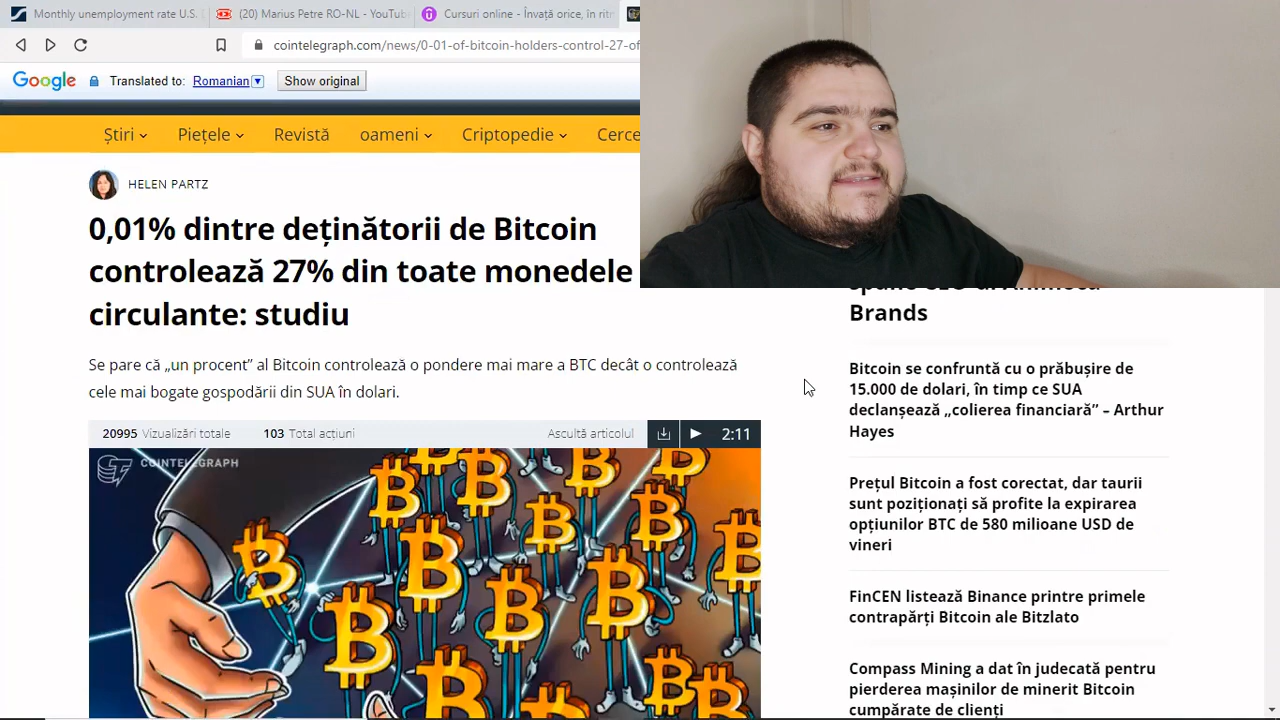 Monthly unemployment rate U.S.
(20) Marius Petre RO-NL - YouTub
Cursuri online - Învață orice, în ritm
cointelegraph.com/news/0-01-of-bitcoin-holders-control-27-of
Google Translated to: Romanian Show original
Știri Piețele Revistă oameni Criptopedie Cerce
HELEN PARTZ
0,01% dintre deținătorii de Bitcoin
controlează 27% din toate monedele
circulante: studiu
Se pare că „un procent” al Bitcoin controlează o pondere mai mare a BTC decât o controlează
cele mai bogate gospodării din SUA în dolari.
20995 Vizualizări totale 103 Total acțiuni Ascultă articolul 2:11
COINTELEGRAPH
Brands
Bitcoin se confruntă cu o prăbușire de
15.000 de dolari, în timp ce SUA
declanșează „colierea financiară” – Arthur
Hayes
Prețul Bitcoin a fost corectat, dar taurii
sunt poziționați să profite la expirarea
opțiunilor BTC de 580 milioane USD de
vineri
FinCEN listează Binance printre primele
contrapărți Bitcoin ale Bitzlato
Compass Mining a dat în judecată pentru
pierderea mașinilor de minerit Bitcoin
cumpărate de clienți